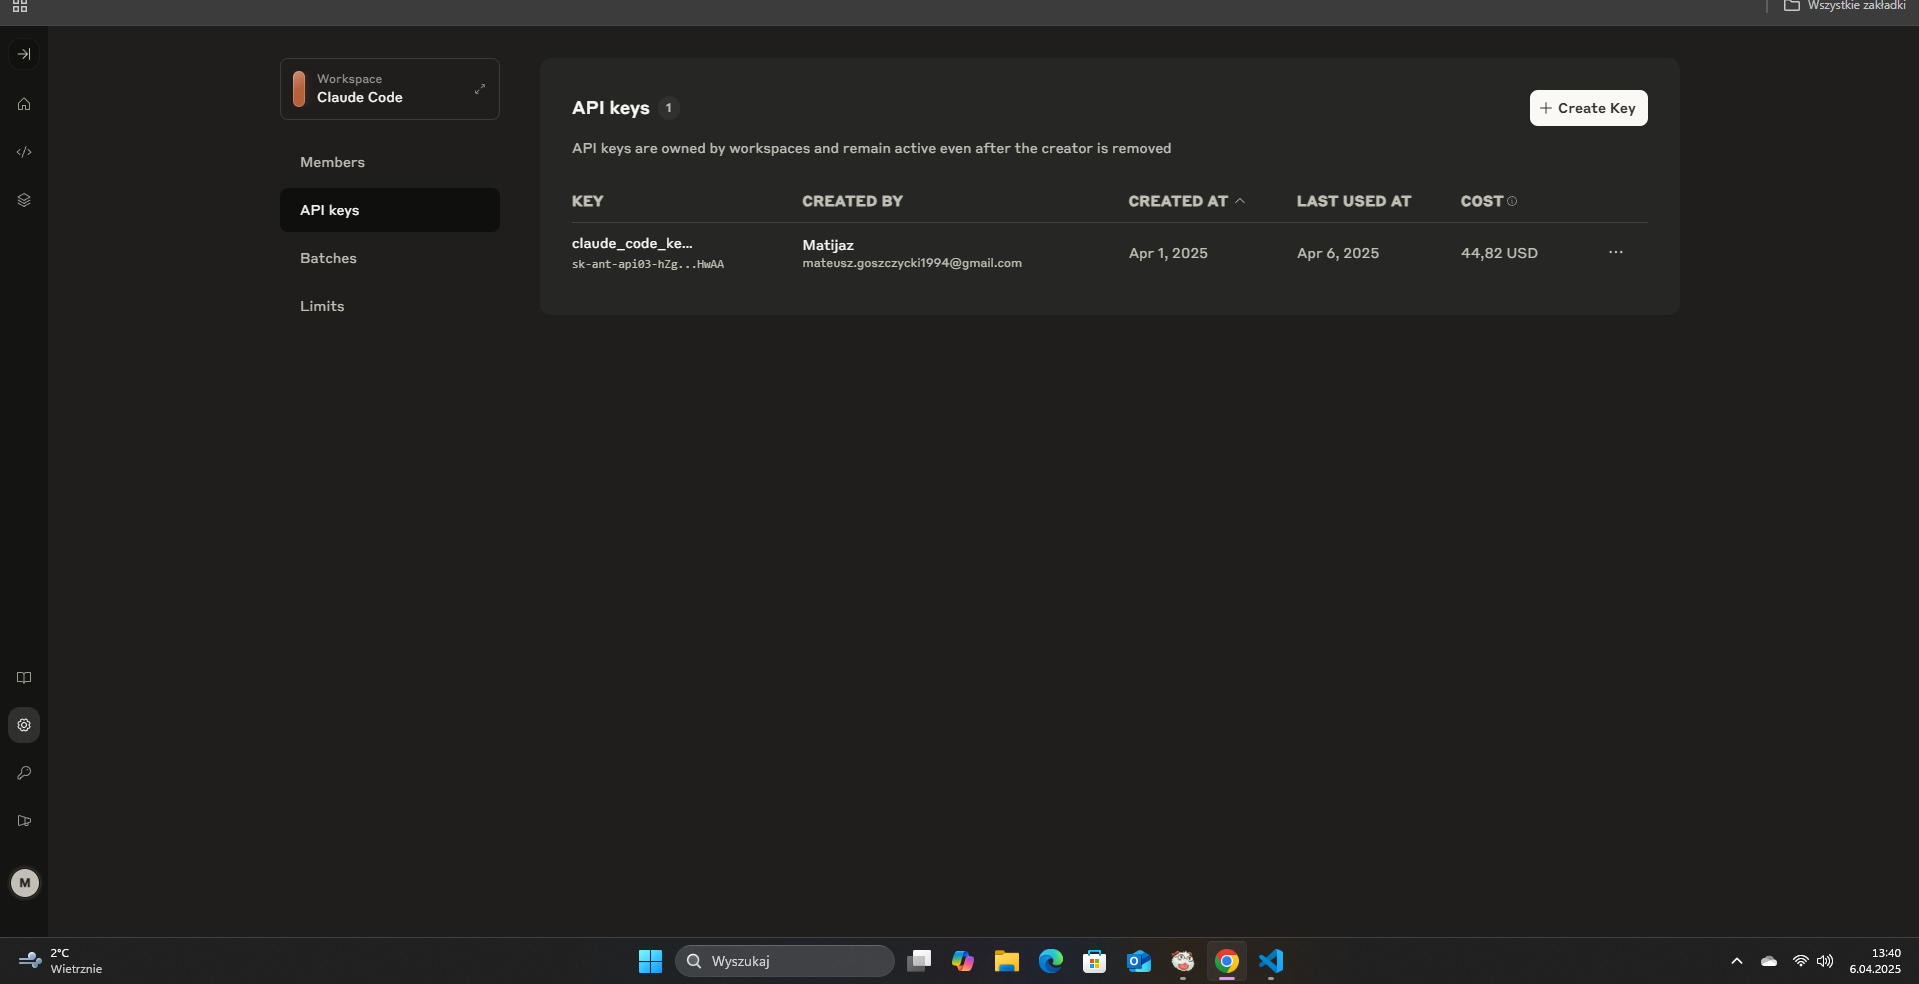 Wszystkie zakładki
Workspace
Claude Code
Members
API keys
Batches
Limits
API keys 1
+ Create Key
API keys are owned by workspaces and remain active even after the creator is removed
KEY CREATED BY CREATED AT LAST USED AT COST
claude_code_ke... Matijaz Apr 1, 2025 Apr 6, 2025 44,82 USD
sk-ant-api03-hZg...HwAA mateusz.goszczycki1994@gmail.com
M
2°C
Wietrznie
Wyszukaj
13:40
6.04.2025